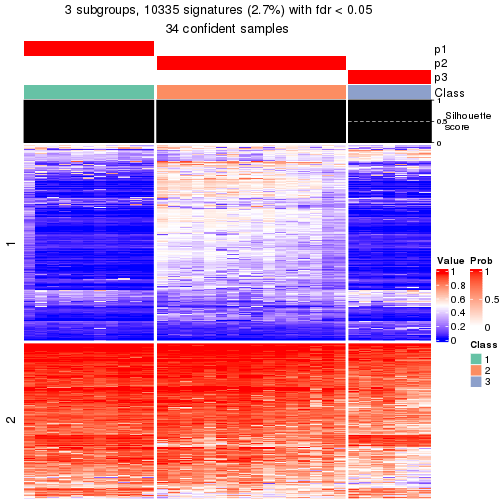 3 subgroups, 10335 signatures (2.7%) with fdr < 0.05
34 confident samples
p1
p2
p3
Class
1
0.5
0
Silhouette
score
1
2
Value
1
0.8
0.6
0.4
0.2
0
Prob
1
0.5
0
Class
1
2
3